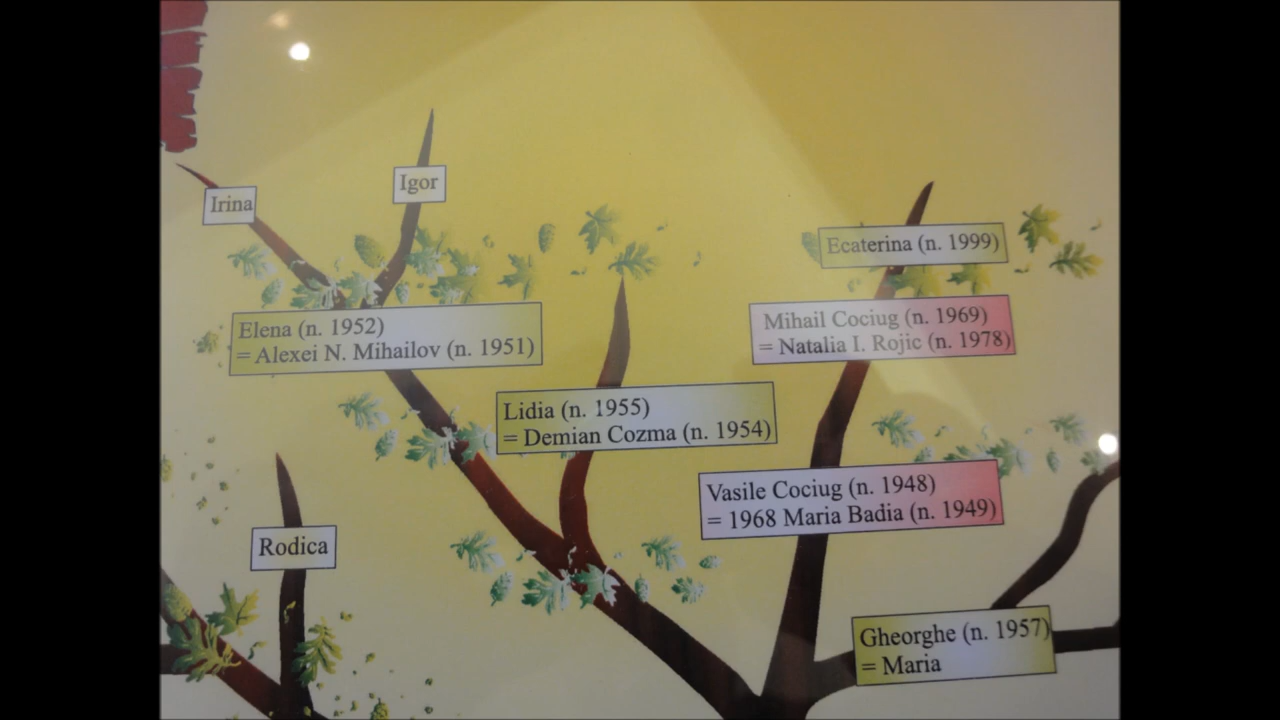 Igor
Irina
Ecaterina (n. 1999)
Elena (n. 1952)
= Alexei N. Mihailov (n. 1951)
Mihail Cociug (n. 1969)
= Natalia I. Rojic (n. 1978)
Lidia (n. 1955)
= Demian Cozma (n. 1954)
Vasile Cociug (n. 1948)
= 1968 Maria Badia (n. 1949)
Rodica
Gheorghe (n. 1957)
= Maria